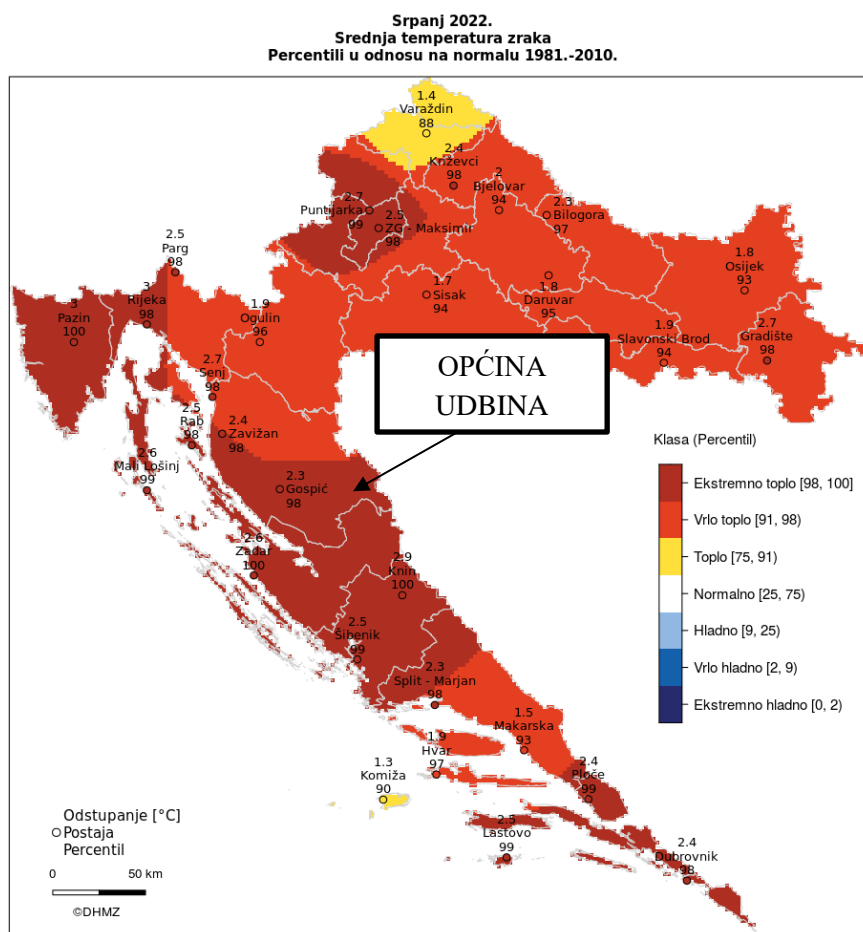 Srpanj 2022.
Srednja temperatura zraka
Percentili u odnosu na normalu 1981.-2010.
1.4
Varaždin
88
2.4
Križevci
98
2
Bjelovar
94
2.3
Bilogora
97
2.7
Puntijarka
99
2.5
ZG - Maksimir
98
2.5
Parg
98
3
Rijeka
98
3
Pazin
100
1.9
Ogulin
96
1.7
Sisak
94
1.8
Daruvar
95
1.8
Osijek
93
1.9
Slavonski Brod
94
2.7
Gradište
98
OPĆINA
UDBINA
2.7
Senj
98
2.5
Rab
98
2.4
Zavižan
98
2.6
Mali Lošinj
99
2.3
Gospić
98
2.6
Zadar
100
2.9
Knin
100
2.5
Šibenik
99
2.3
Split - Marjan
98
1.5
Makarska
93
1.9
Hvar
97
1.3
Komiža
90
2.4
Ploče
99
2.5
Lastovo
99
2.4
Dubrovnik
98
Klasa (Percentil)
Ekstremno toplo [98, 100]
Vrlo toplo [91, 98)
Toplo [75, 91)
Normalno [25, 75)
Hladno [9, 25)
Vrlo hladno [2, 9)
Ekstremno hladno [0, 2)
Odstupanje [°C]
Postaja
Percentil
0 50 km
©DHMZ